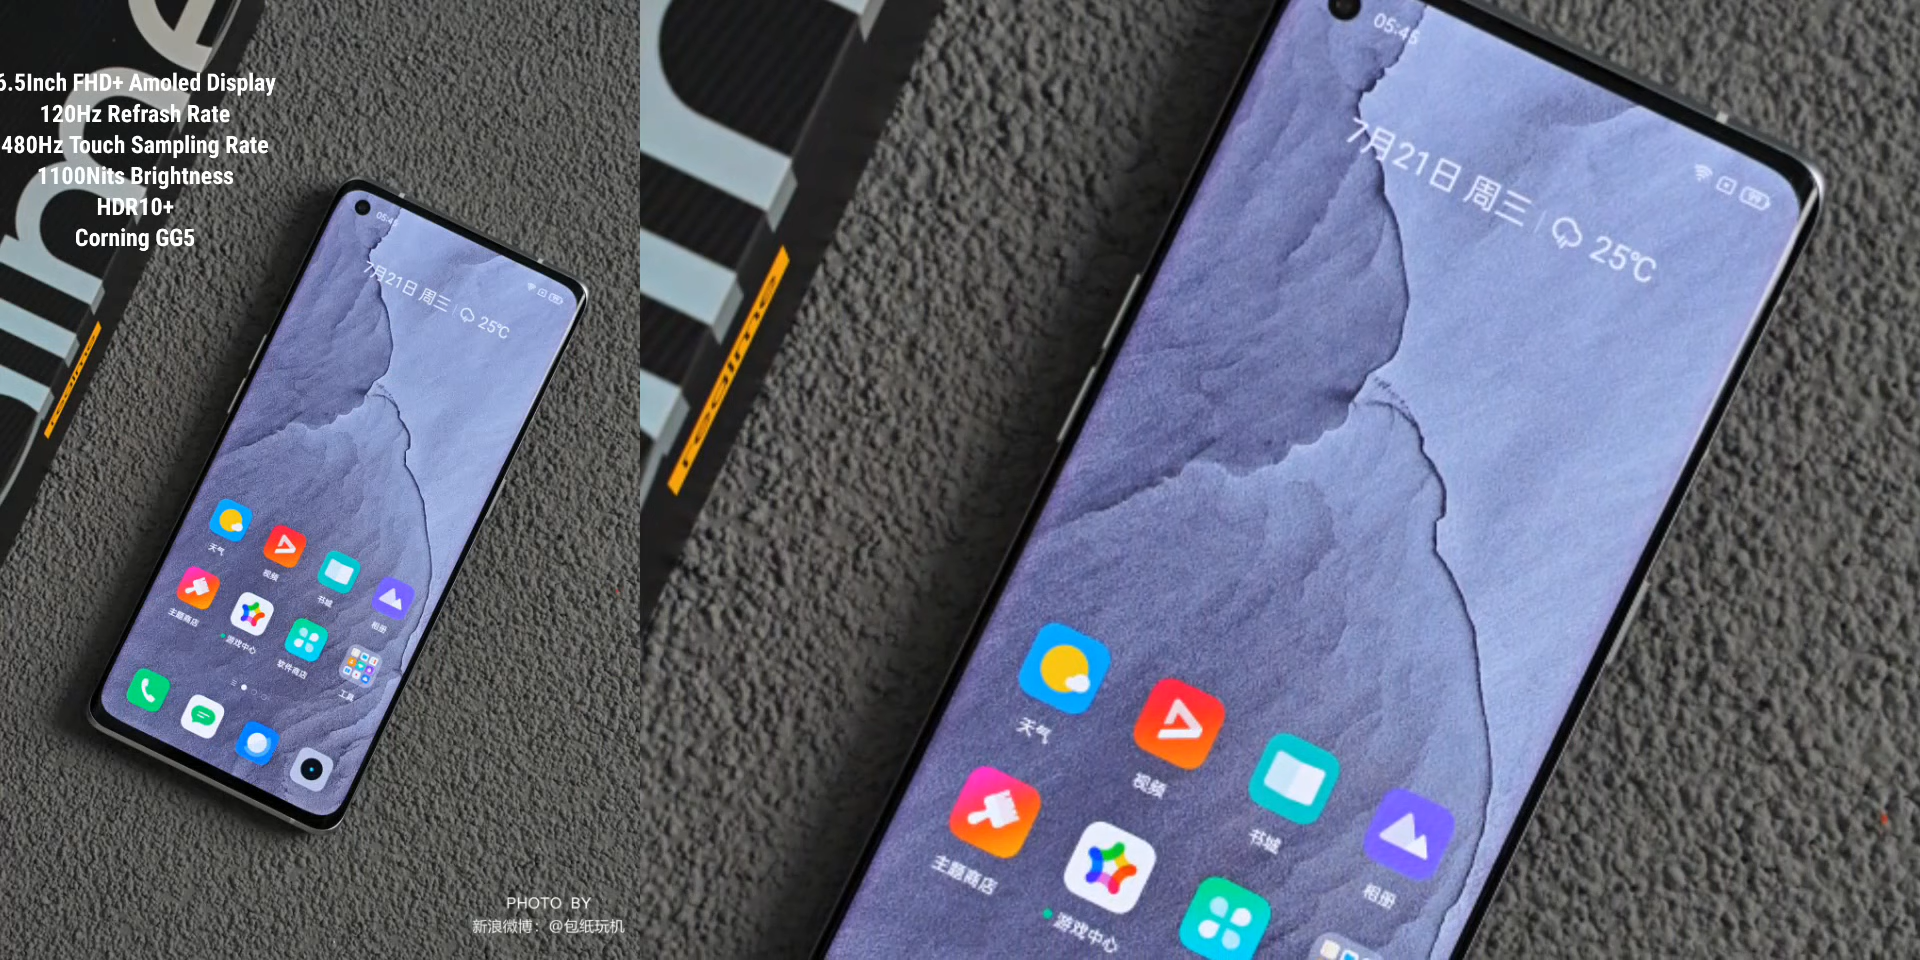 6.5Inch FHD+ Amoled Display
120Hz Refrash Rate
480Hz Touch Sampling Rate
1100Nits Brightness
HDR10+
Corning GG5
05:45
7月21日 周三 25℃
天气
视频
书城
相册
主题商店
游戏中心
软件商店
工具
PHOTO BY
新浪微博：@包纸玩机
realme
05:45
99
7月21日 周三 25℃
天气
视频
书城
相册
主题商店
游戏中心